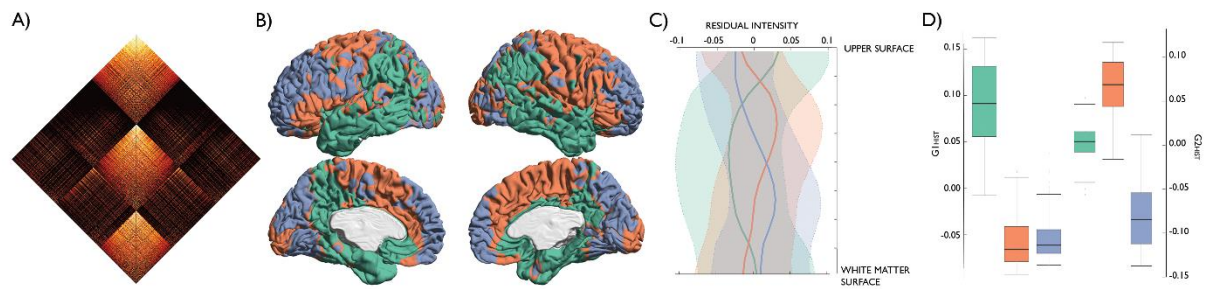 A)
B)
C)
D)
RESIDUAL INTENSITY
-0.1
-0.05
0
0.05
0.1
UPPER SURFACE
WHITE MATTER
SURFACE
G1HIST
0.15
0.10
0.05
0.00
-0.05
0.10
0.05
0.00
-0.05
-0.10
-0.15
G2HIST